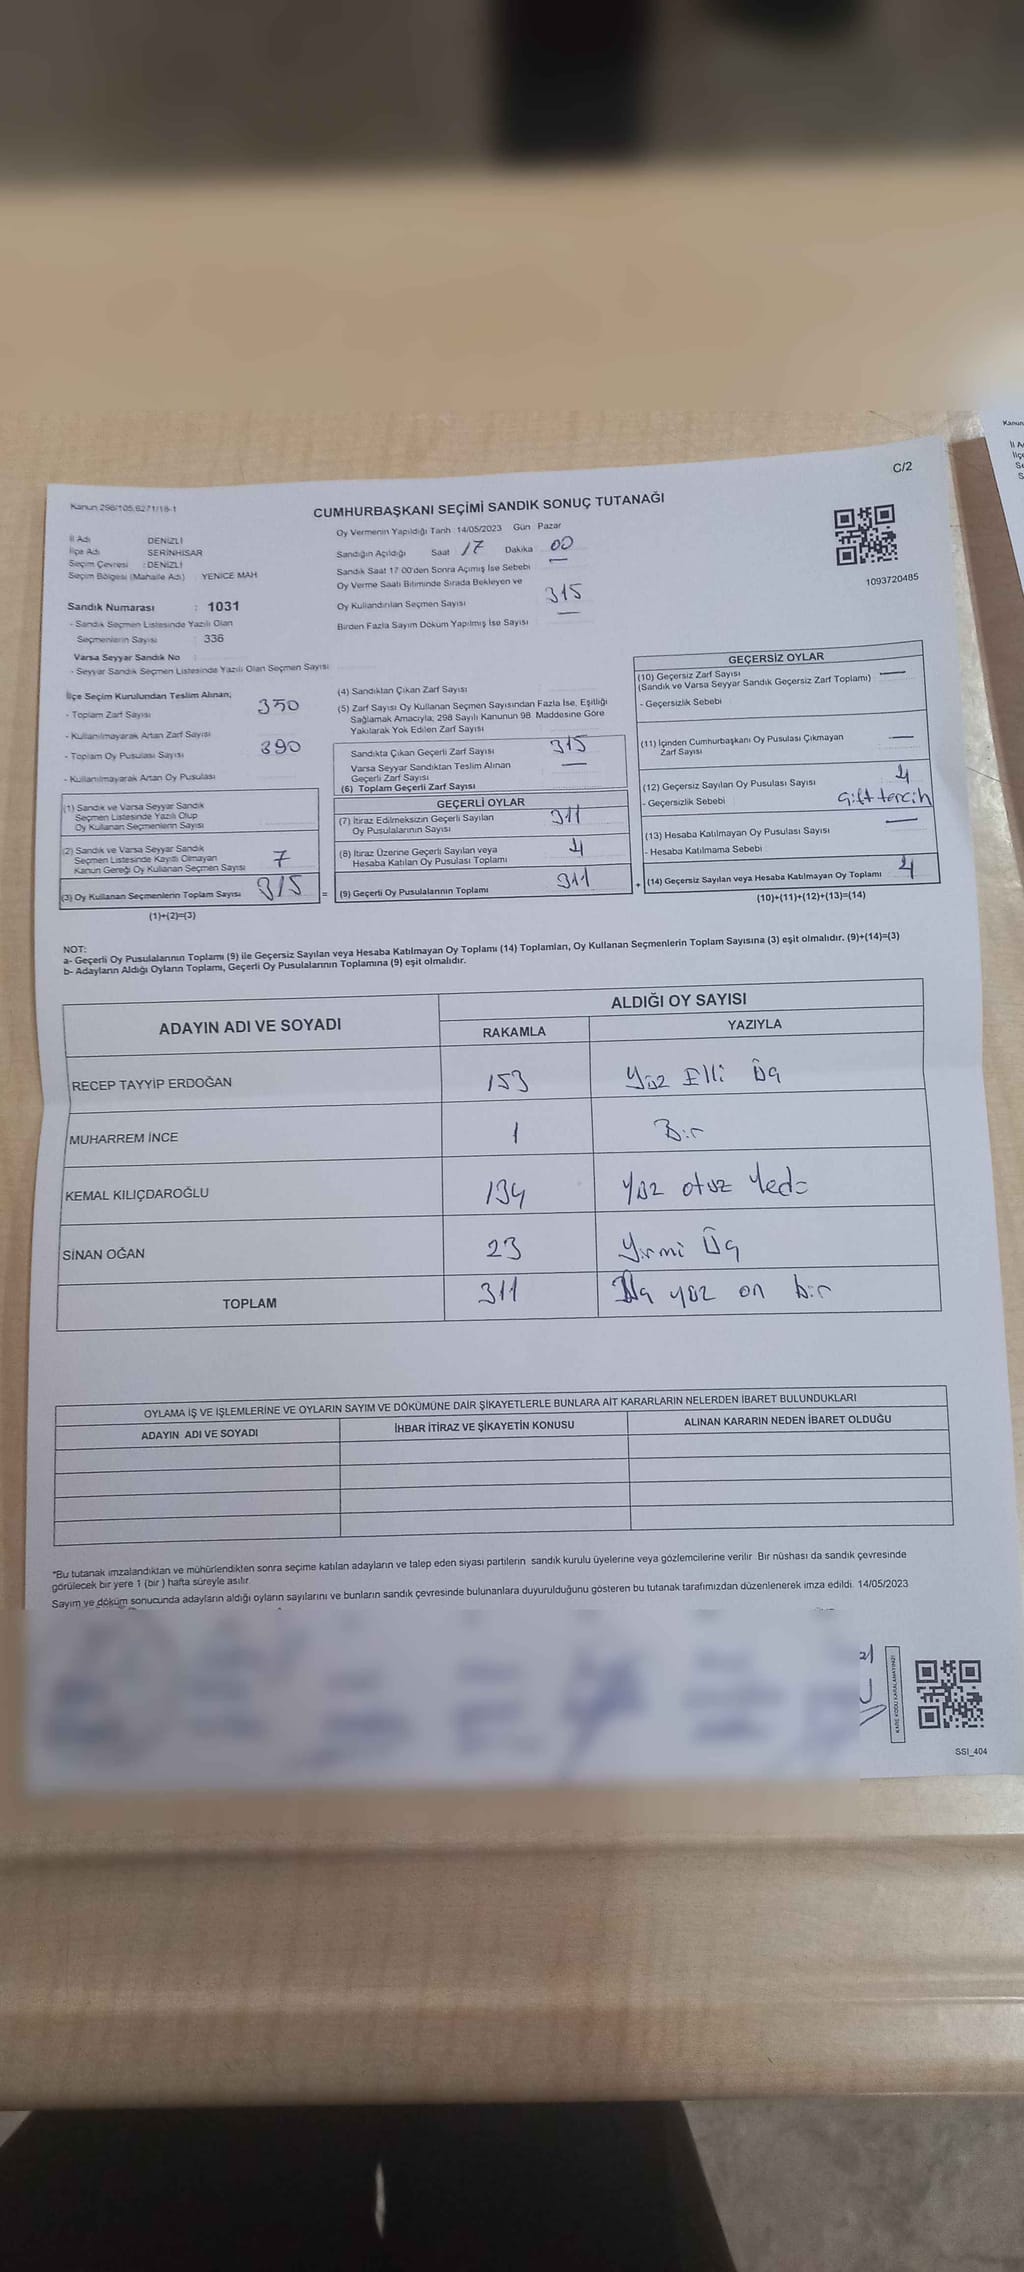 C/2
Kanun 298/105,6271/18-1
CUMHURBAŞKANI SEÇİMİ SANDIK SONUÇ TUTANAĞI
İl Adı DENİZLİ
İlçe Adı SERİNHİSAR
Seçim Çevresi : DENİZLİ
Seçim Bölgesi (Mahalle Adı) YENİCE MAH
Oy Vermenin Yapıldığı Tarih 14/05/2023 Gün Pazar
Sandığın Açıldığı Saat 17 Dakika 00
Sandık Saat 17 00'den Sonra Açımış İse Sebebi —
Oy Verme Saati Bitiminde Sırada Bekleyen ve
Oy Kullandırılan Seçmen Sayısı 315
Birden Fazla Sayım Döküm Yapılmış İse Sayısı —
1093720485
Sandık Numarası : 1031
- Sandık Seçmen Listesinde Yazılı Olan
Seçmenlerin Sayısı : 336
Varsa Seyyar Sandık No
- Seyyar Sandık Seçmen Listesinde Yazılı Olan Seçmen Sayısı
İlçe Seçim Kurulundan Teslim Alınan;
- Toplam Zarf Sayısı 350
- Kullanılmayarak Artan Zarf Sayısı
- Toplam Oy Pusulası Sayısı 390
- Kullanılmayarak Artan Oy Pusulası
(1) Sandık ve Varsa Seyyar Sandık
Seçmen Listesinde Yazılı Olup
Oy Kullanan Seçmenlerin Sayısı
(2) Sandık ve Varsa Seyyar Sandık
Seçmen Listesinde Kayıtlı Olmayan
Kanun Gereği Oy Kullanan Seçmen Sayısı 7
(3) Oy Kullanan Seçmenlerin Toplam Sayısı 315 =
(1)+(2)=(3)
(4) Sandıktan Çıkan Zarf Sayısı
(5) Zarf Sayısı Oy Kullanan Seçmen Sayısından Fazla İse, Eşitliği
Sağlamak Amacıyla; 298 Sayılı Kanunun 98. Maddesine Göre
Yakılarak Yok Edilen Zarf Sayısı
Sandıkta Çıkan Geçerli Zarf Sayısı 315
Varsa Seyyar Sandıktan Teslim Alınan
Geçerli Zarf Sayısı —
(6) Toplam Geçerli Zarf Sayısı
GEÇERLİ OYLAR
(7) İtiraz Edilmeksizin Geçerli Sayılan
Oy Pusulalarının Sayısı 311
(8) İtiraz Üzerine Geçerli Sayılan veya
Hesaba Katılan Oy Pusulası Toplamı 4
(9) Geçerli Oy Pusulalarının Toplamı 311 +
GEÇERSİZ OYLAR
(10) Geçersiz Zarf Sayısı
(Sandık ve Varsa Seyyar Sandık Geçersiz Zarf Toplamı) —
- Geçersizlik Sebebi
(11) İçinden Cumhurbaşkanı Oy Pusulası Çıkmayan
Zarf Sayısı —
(12) Geçersiz Sayılan Oy Pusulası Sayısı 4
- Geçersizlik Sebebi çift tercih
(13) Hesaba Katılmayan Oy Pusulası Sayısı —
- Hesaba Katılmama Sebebi
(14) Geçersiz Sayılan veya Hesaba Katılmayan Oy Toplamı 4
(10)+(11)+(12)+(13)=(14)
NOT:
a- Geçerli Oy Pusulalarının Toplamı (9) ile Geçersiz Sayılan veya Hesaba Katılmayan Oy Toplamı (14) Toplamları, Oy Kullanan Seçmenlerin Toplam Sayısına (3) eşit olmalıdır. (9)+(14)=(3)
b- Adayların Aldığı Oyların Toplamı, Geçerli Oy Pusulalarının Toplamına (9) eşit olmalıdır.
ADAYIN ADI VE SOYADI ALDIĞI OY SAYISI
RAKAMLA YAZIYLA
RECEP TAYYİP ERDOĞAN 153 Yüz Elli Üç
MUHARREM İNCE 1 Bir
KEMAL KILIÇDAROĞLU 134 Yüz otuz Yedi
SİNAN OĞAN 23 Yirmi Üç
TOPLAM 311 Üç yüz on bir
OYLAMA İŞ VE İŞLEMLERİNE VE OYLARIN SAYIM VE DÖKÜMÜNE DAİR ŞİKAYETLERLE BUNLARA AİT KARARLARIN NELERDEN İBARET BULUNDUKLARI
ADAYIN ADI VE SOYADI İHBAR İTİRAZ VE ŞİKAYETİN KONUSU ALINAN KARARIN NEDEN İBARET OLDUĞU
*Bu tutanak imzalandıktan ve mühürlendikten sonra seçime katılan adayların ve talep eden siyasi partilerin sandık kurulu üyelerine veya gözlemcilerine verilir. Bir nüshası da sandık çevresinde
görülecek bir yere 1 (bir ) hafta süreyle asılır.
Sayım ve döküm sonucunda adayların aldığı oyların sayılarını ve bunların sandık çevresinde bulunanlara duyurulduğunu gösteren bu tutanak tarafımızdan düzenlenerek imza edildi. 14/05/2023
KARE KODU KARALAMAYINIZ!
SSI_404